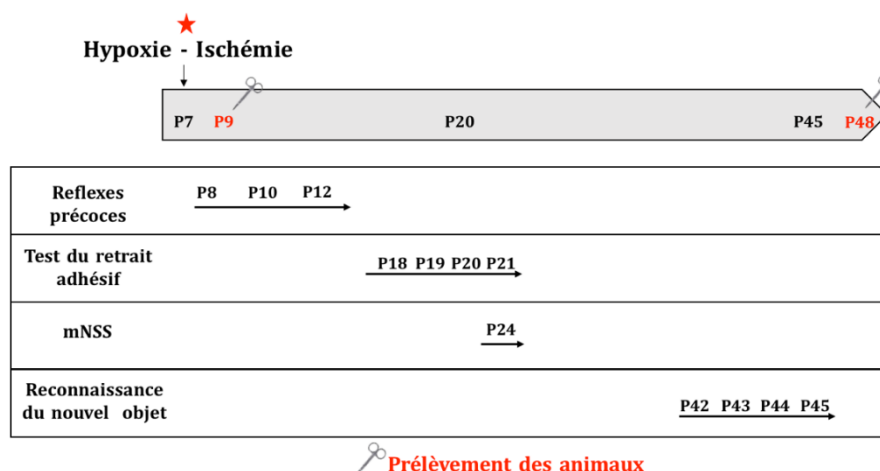 Hypoxie - Ischémie
P7 P9 P20 P45 P48
Reflexes
précoces
P8 P10 P12
Test du retrait
adhésif
P18 P19 P20 P21
mNSS
P24
Reconnaissance
du nouvel objet
P42 P43 P44 P45
Prélèvement des animaux